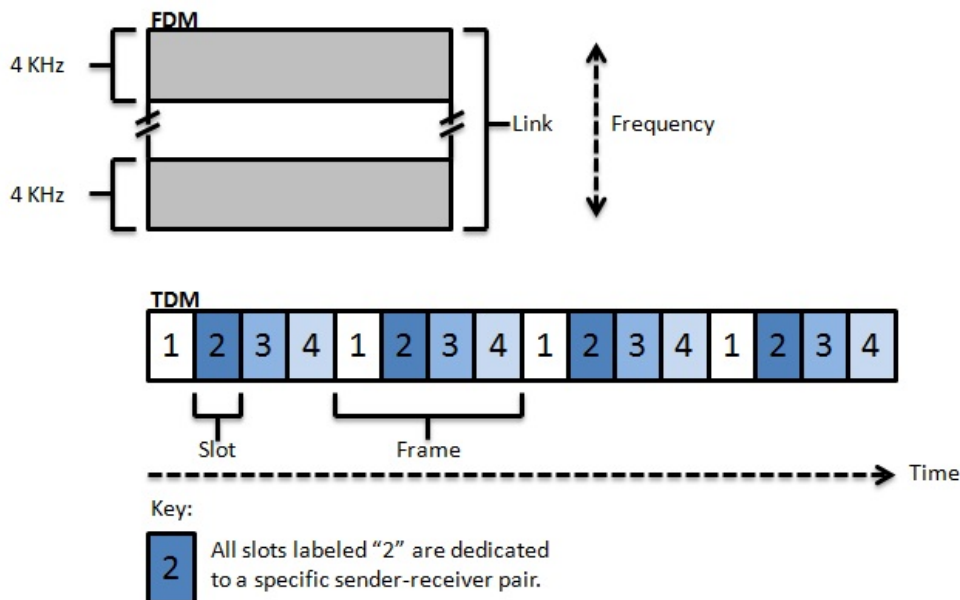 FDM
4 KHz
Link
Frequency
4 KHz
TDM
1 2 3 4 1 2 3 4 1 2 3 4 1 2 3 4
Slot
Frame
Time
Key:
2
All slots labeled “2” are dedicated
to a specific sender-receiver pair.